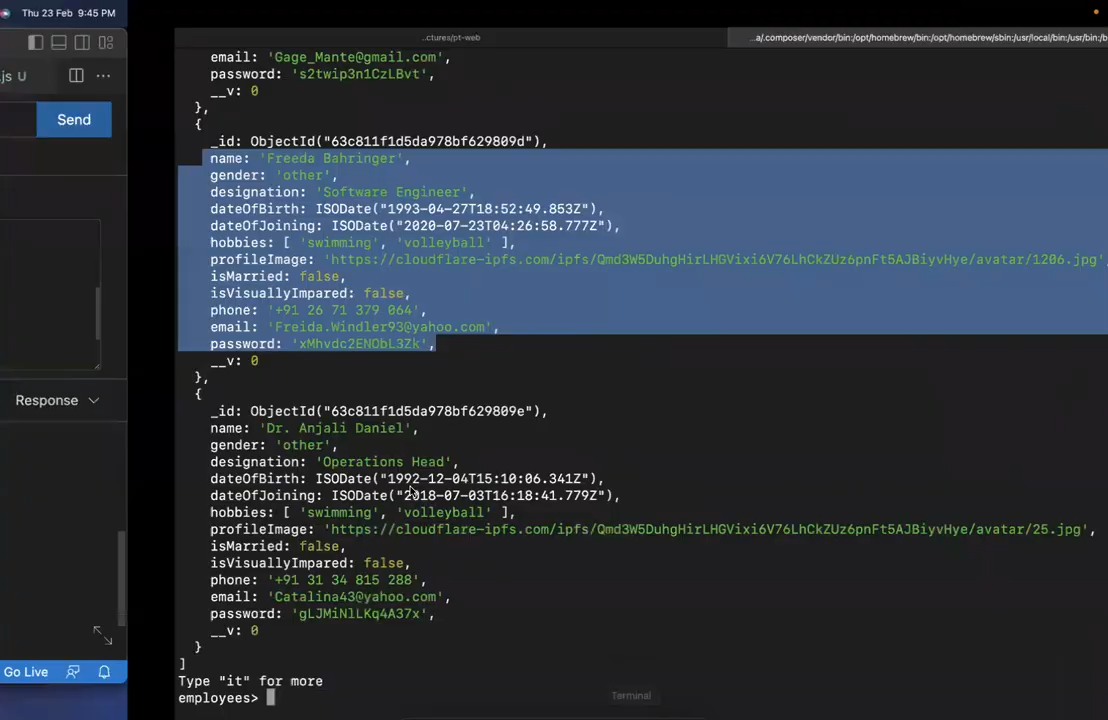 Thu 23 Feb 9:45 PM
.js U
Send
Response
Go Live
..ctures/pt-web
...a/.composer/vendor/bin:/opt/homebrew/bin:/opt/homebrew/sbin:/usr/local/bin:/usr/bin:/b
email: 'Gage_Mante@gmail.com',
password: 's2twip3n1CzLBvt',
__v: 0
},
{
_id: ObjectId("63c811f1d5da978bf629809d"),
name: 'Freeda Bahringer',
gender: 'other',
designation: 'Software Engineer',
dateOfBirth: ISODate("1993-04-27T18:52:49.853Z"),
dateOfJoining: ISODate("2020-07-23T04:26:58.777Z"),
hobbies: [ 'swimming', 'volleyball' ],
profileImage: 'https://cloudflare-ipfs.com/ipfs/Qmd3W5DuhgHirLHGVixi6V76LhCkZUz6pnFt5AJBiyvHye/avatar/1206.jpg',
isMarried: false,
isVisuallyImpared: false,
phone: '+91 26 71 379 064',
email: 'Freida.Windler93@yahoo.com',
password: 'xMhvdc2ENObL3Zk',
__v: 0
},
{
_id: ObjectId("63c811f1d5da978bf629809e"),
name: 'Dr. Anjali Daniel',
gender: 'other',
designation: 'Operations Head',
dateOfBirth: ISODate("1992-12-04T15:10:06.341Z"),
dateOfJoining: ISODate("2018-07-03T16:18:41.779Z"),
hobbies: [ 'swimming', 'volleyball' ],
profileImage: 'https://cloudflare-ipfs.com/ipfs/Qmd3W5DuhgHirLHGVixi6V76LhCkZUz6pnFt5AJBiyvHye/avatar/25.jpg',
isMarried: false,
isVisuallyImpared: false,
phone: '+91 31 34 815 288',
email: 'Catalina43@yahoo.com',
password: 'gLJMiNlLKq4A37x',
__v: 0
}
]
Type "it" for more
employees>
Terminal